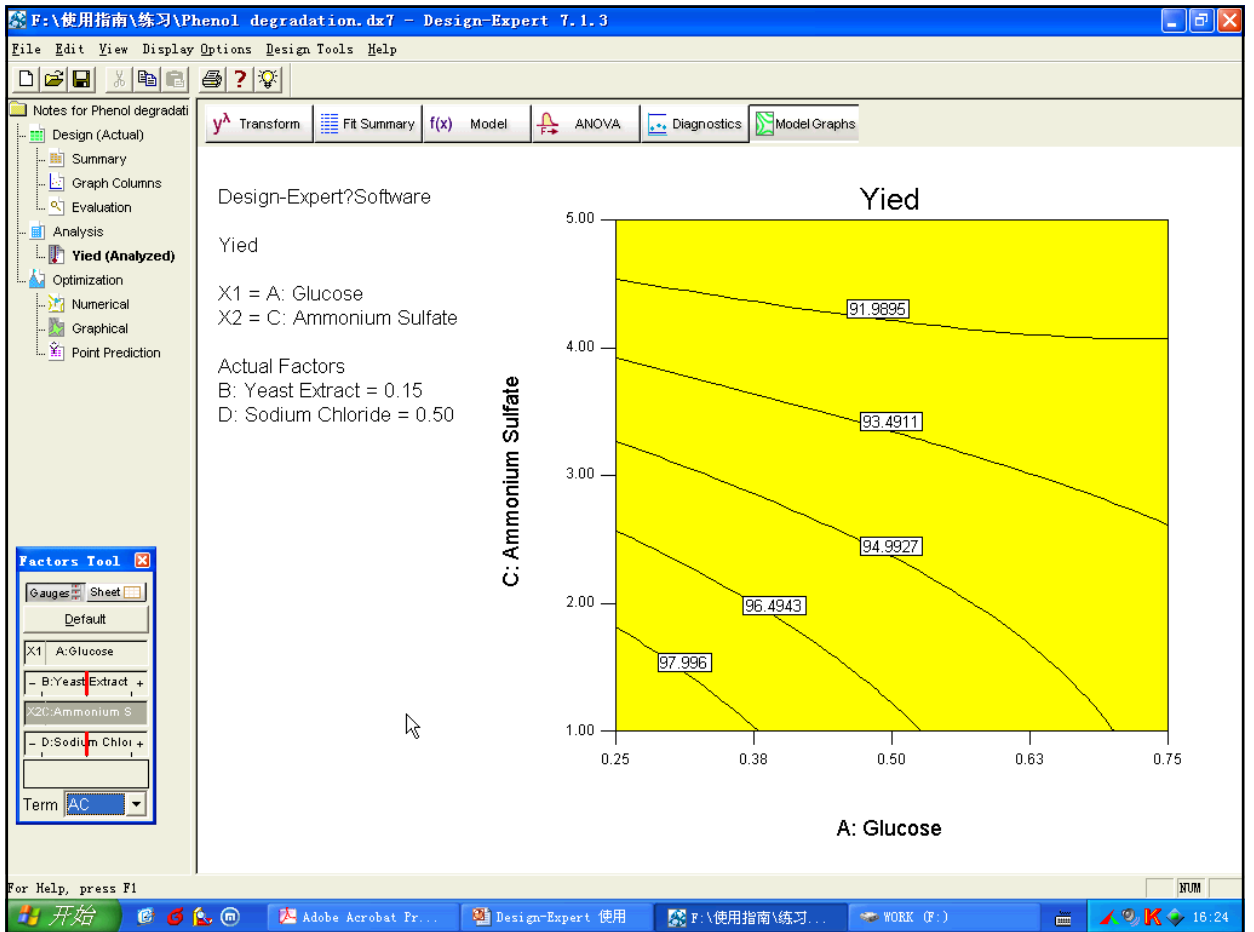 F:\使用指南\练习\Phenol degradation.dx7 - Design-Expert 7.1.3
File Edit View Display Options Design Tools Help
Notes for Phenol degradati
Design (Actual)
Summary
Graph Columns
Evaluation
Analysis
Yied (Analyzed)
Optimization
Numerical
Graphical
Point Prediction
yλ Transform Fit Summary f(x) Model ANOVA Diagnostics Model Graphs
Design-Expert?Software
Yied
X1 = A: Glucose
X2 = C: Ammonium Sulfate
Actual Factors
B: Yeast Extract = 0.15
D: Sodium Chloride = 0.50
Yied
5.00
4.00
3.00
2.00
1.00
C: Ammonium Sulfate
91.9895
93.4911
94.9927
96.4943
97.996
0.25 0.38 0.50 0.63 0.75
A: Glucose
Factors Tool
Gauges Sheet
Default
X1 A:Glucose
- B:Yeast Extract +
X2C:Ammonium S
- D:Sodium Chlor +
Term AC
For Help, press F1
NUM
开始 Adobe Acrobat Pr... Design-Expert 使用 F:\使用指南\练习... WORK (F:) 16:24